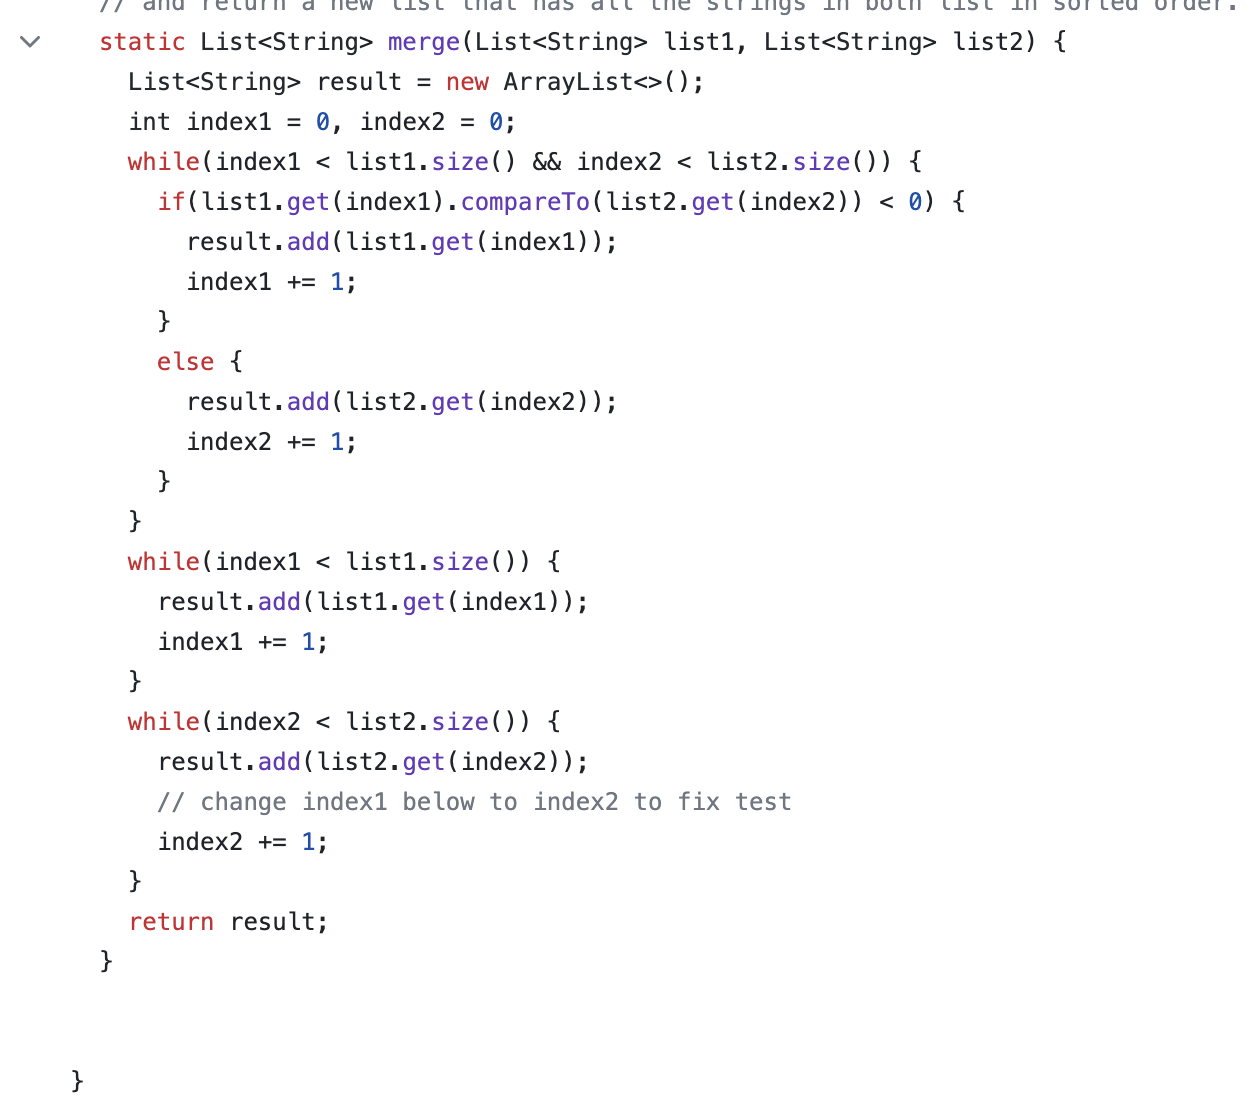 // and return a new list that has all the strings in both list in sorted order.
static List<String> merge(List<String> list1, List<String> list2) {
List<String> result = new ArrayList<>();
int index1 = 0, index2 = 0;
while(index1 < list1.size() && index2 < list2.size()) {
if(list1.get(index1).compareTo(list2.get(index2)) < 0) {
result.add(list1.get(index1));
index1 += 1;
}
else {
result.add(list2.get(index2));
index2 += 1;
}
}
while(index1 < list1.size()) {
result.add(list1.get(index1));
index1 += 1;
}
while(index2 < list2.size()) {
result.add(list2.get(index2));
// change index1 below to index2 to fix test
index2 += 1;
}
return result;
}
}